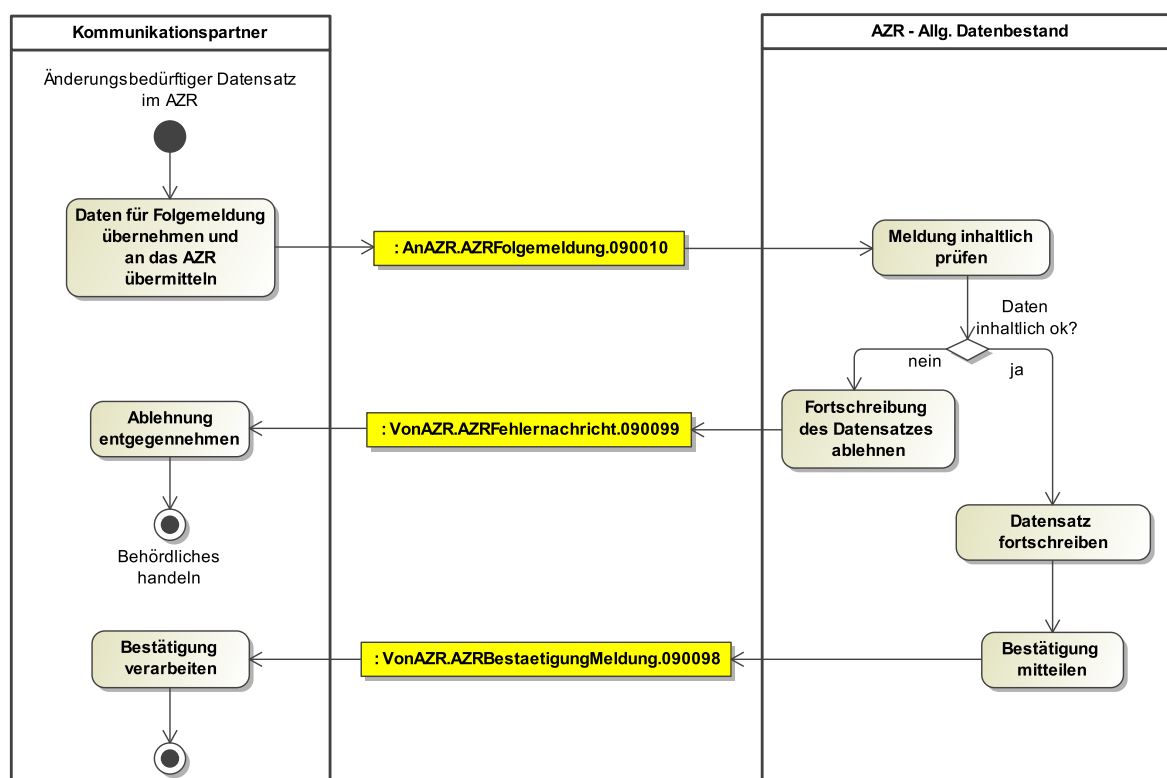 Kommunikationspartner
AZR - Allg. Datenbestand
Änderungsbedürftiger Datensatz
im AZR
Daten für Folgemeldung
übernehmen und
an das AZR
übermitteln
: AnAZR.AZRFolgemeldung.090010
Meldung inhaltlich
prüfen
Daten
inhaltlich ok?
nein
ja
Ablehnung
entgegennehmen
: VonAZR.AZRFehlernachricht.090099
Fortschreibung
des Datensatzes
ablehnen
Behördliches
handeln
Datensatz
fortschreiben
Bestätigung
verarbeiten
: VonAZR.AZRBestaetigungMeldung.090098
Bestätigung
mitteilen